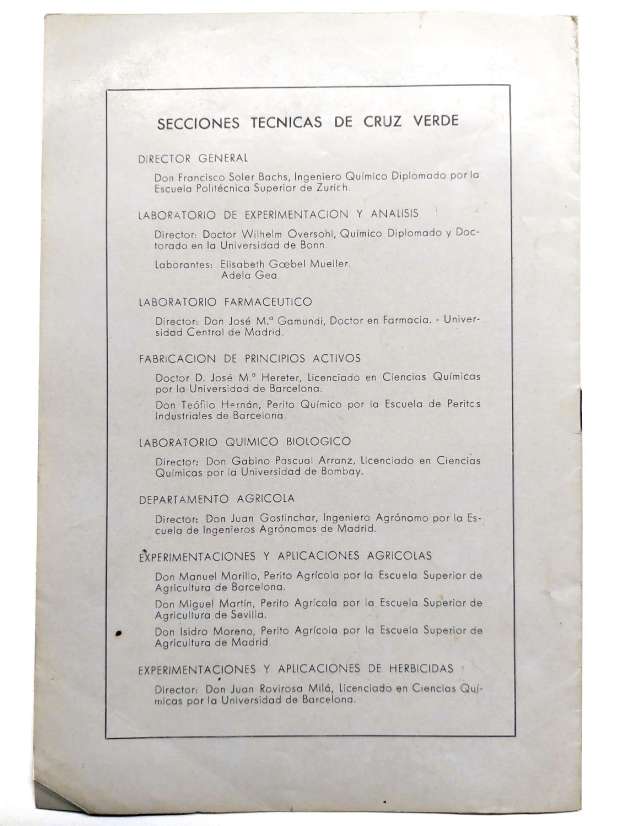 SECCIONES TECNICAS DE CRUZ VERDE
DIRECTOR GENERAL
Don Francisco Soler Bachs, Ingeniero Químico Diplomado por la
Escuela Politécnica Superior de Zurich.
LABORATORIO DE EXPERIMENTACION Y ANALISIS
Director: Doctor Wilhelm Oversohl, Químico Diplomado y Doc-
torado en la Universidad de Bonn
Laborantes: Elisabeth Gœbel Mueller.
Adela Gea
LABORATORIO FARMACEUTICO
Director: Don José M.ª Gamundi, Doctor en Farmacia. - Univer-
sidad Central de Madrid.
FABRICACION DE PRINCIPIOS ACTIVOS
Doctor D. José M.ª Hereter, Licenciado en Ciencias Químicas
por la Universidad de Barcelona.
Don Teófilo Hernán, Perito Químico por la Escuela de Peritos
Industriales de Barcelona.
LABORATORIO QUIMICO BIOLOGICO
Director: Don Gabino Pascual Arranz, Licenciado en Ciencias
Químicas por la Universidad de Bombay.
DEPARTAMENTO AGRICOLA
Director: Don Juan Gostinchar, Ingeniero Agrónomo por la Es-
cuela de Ingenieros Agrónomos de Madrid.
EXPERIMENTACIONES Y APLICACIONES AGRICOLAS
Don Manuel Morillo, Perito Agrícola por la Escuela Superior de
Agricultura de Barcelona.
Don Miguel Martín, Perito Agrícola por la Escuela Superior de
Agricultura de Sevilla.
Don Isidro Moreno, Perito Agrícola por la Escuela Superior de
Agricultura de Madrid
EXPERIMENTACIONES Y APLICACIONES DE HERBICIDAS
Director: Don Juan Rovirosa Milá, Licenciado en Ciencias Quí-
micas por la Universidad de Barcelona.